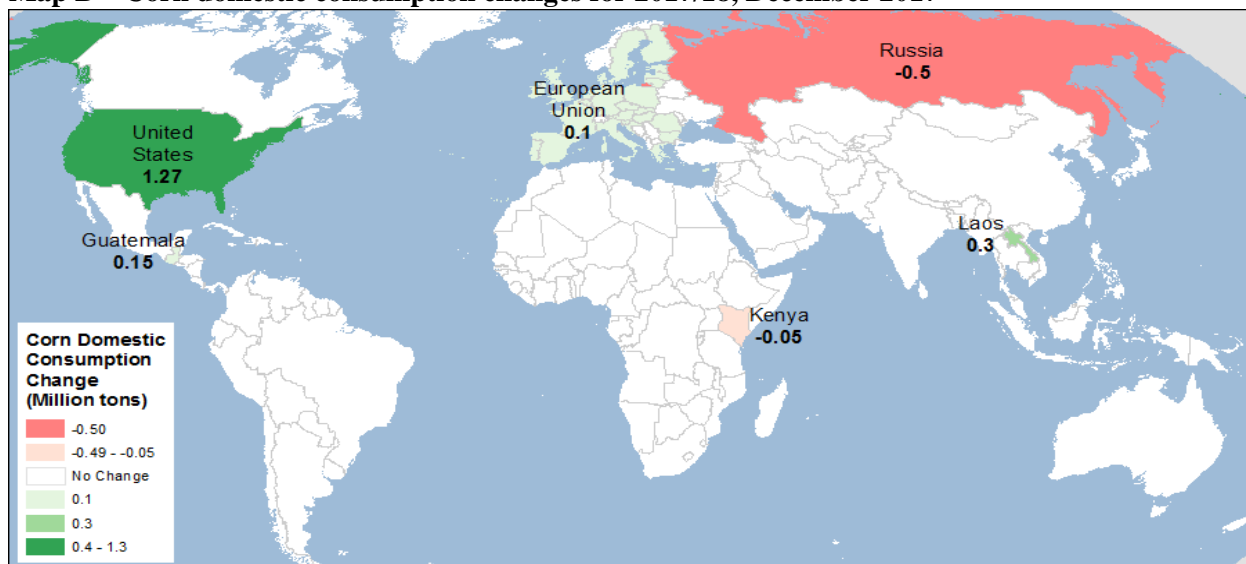 United
States
1.27
Guatemala
0.15
European
Union
0.1
Russia
-0.5
Laos
0.3
Kenya
-0.05
Corn Domestic
Consumption
Change
(Million tons)
-0.50
-0.49 - -0.05
No Change
0.1
0.3
0.4 - 1.3